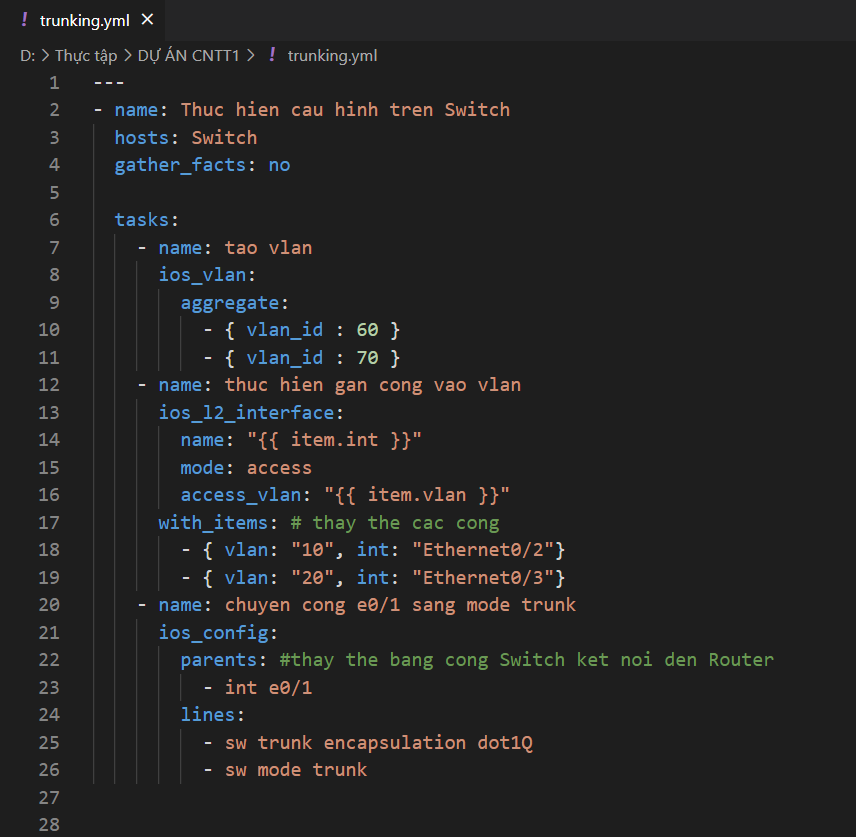 ! trunking.yml ×
D: > Thực tập > DỰ ÁN CNTT1 > ! trunking.yml
1 ---
2 - name: Thuc hien cau hinh tren Switch
3   hosts: Switch
4   gather_facts: no
5
6   tasks:
7     - name: tao vlan
8       ios_vlan:
9         aggregate:
10           - { vlan_id : 60 }
11           - { vlan_id : 70 }
12     - name: thuc hien gan cong vao vlan
13       ios_l2_interface:
14         name: "{{ item.int }}"
15         mode: access
16         access_vlan: "{{ item.vlan }}"
17       with_items: # thay the cac cong
18         - { vlan: "10", int: "Ethernet0/2"}
19         - { vlan: "20", int: "Ethernet0/3"}
20     - name: chuyen cong e0/1 sang mode trunk
21       ios_config:
22         parents: #thay the bang cong Switch ket noi den Router
23           - int e0/1
24         lines:
25           - sw trunk encapsulation dot1Q
26           - sw mode trunk
27
28